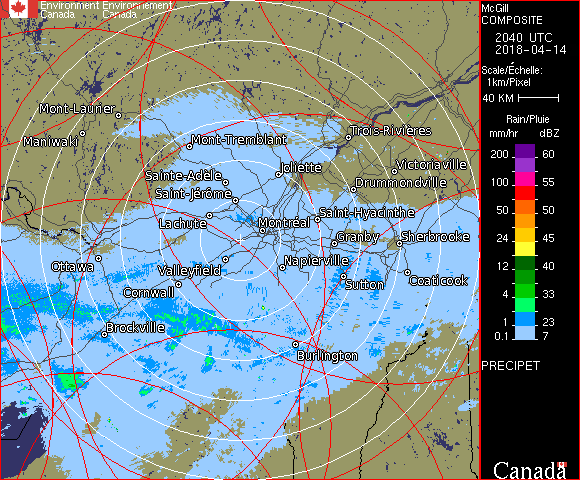 Environment Environnement
Canada Canada
McGill
COMPOSITE
2040 UTC
2018-04-14
Scale/Échelle:
1km/Pixel
40 KM
Rain/Pluie
mm/hr dBZ
200 60
100 55
50 50
24 45
12 40
4 33
1 23
0.1 7
PRECIPET
Mont-Laurier
Maniwaki
Mont-Tremblant
Trois-Rivières
Joliette
Victoriaville
Sainte-Adèle
Drummondville
Saint-Jérôme
Saint-Hyacinthe
Lachute
Montréal
Granby
Sherbrooke
Ottawa
Valleyfield
Napierville
Sutton
Coaticook
Cornwall
Brockville
Burlington
Canada